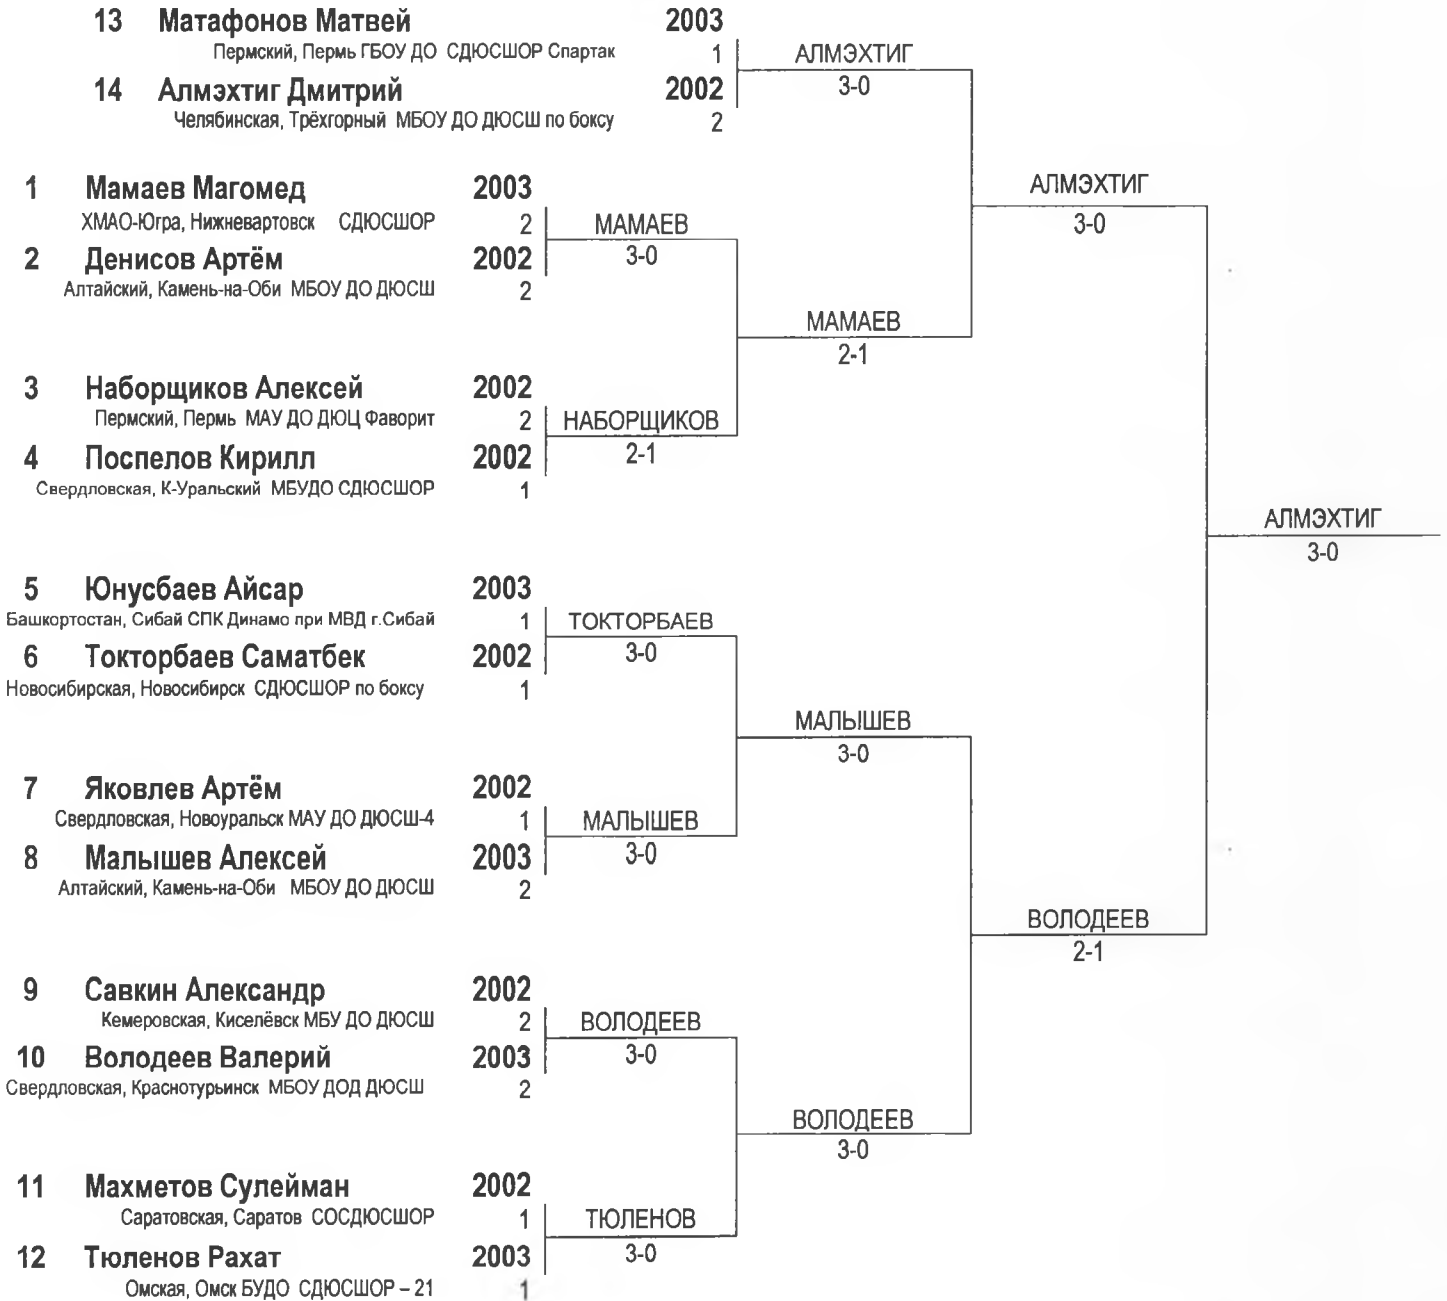 13 Матафонов Матвей 2003
Пермский, Пермь ГБОУ ДО СДЮСШОР Спартак 1
АЛМЭХТИГ
3-0
14 Алмэхтиг Дмитрий 2002
Челябинская, Трёхгорный МБОУ ДО ДЮСШ по боксу 2
АЛМЭХТИГ
3-0
1 Мамаев Магомед 2003
ХМАО-Югра, Нижневартовск СДЮСШОР 2
МАМАЕВ
3-0
2 Денисов Артём 2002
Алтайский, Камень-на-Оби МБОУ ДО ДЮСШ 2
МАМАЕВ
2-1
3 Наборщиков Алексей 2002
Пермский, Пермь МАУ ДО ДЮЦ Фаворит 2
НАБОРЩИКОВ
2-1
4 Поспелов Кирилл 2002
Свердловская, К-Уральский МБУДО СДЮСШОР 1
АЛМЭХТИГ
3-0
5 Юнусбаев Айсар 2003
Башкортостан, Сибай СПК Динамо при МВД г.Сибай 1
ТОКТОРБАЕВ
3-0
6 Токторбаев Саматбек 2002
Новосибирская, Новосибирск СДЮСШОР по боксу 1
МАЛЫШЕВ
3-0
7 Яковлев Артём 2002
Свердловская, Новоуральск МАУ ДО ДЮСШ-4 1
МАЛЫШЕВ
3-0
8 Малышев Алексей 2003
Алтайский, Камень-на-Оби МБОУ ДО ДЮСШ 2
ВОЛОДЕЕВ
2-1
9 Савкин Александр 2002
Кемеровская, Киселёвск МБУ ДО ДЮСШ 2
ВОЛОДЕЕВ
3-0
10 Володеев Валерий 2003
Свердловская, Краснотурьинск МБОУ ДОД ДЮСШ 2
ВОЛОДЕЕВ
3-0
11 Махметов Сулейман 2002
Саратовская, Саратов СОСДЮСШОР 1
ТЮЛЕНОВ
3-0
12 Тюленов Рахат 2003
Омская, Омск БУДО СДЮСШОР – 21 1